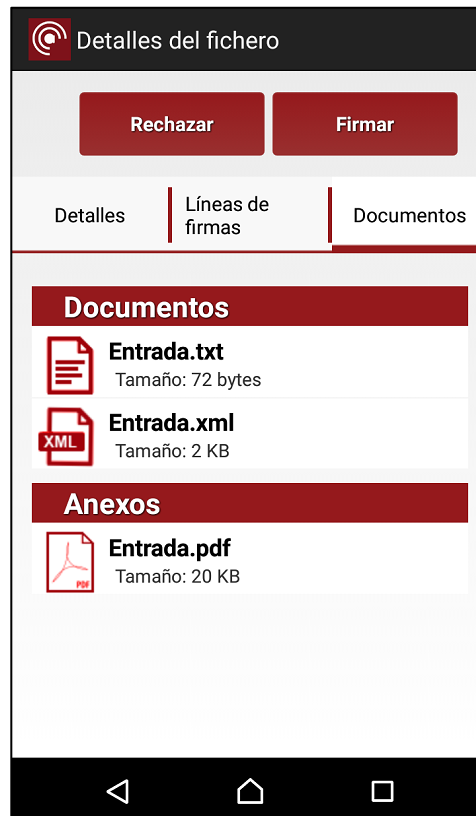 Detalles del fichero
Rechazar
Firmar
Detalles
Líneas de
firmas
Documentos
Documentos
Entrada.txt
Tamaño: 72 bytes
XML
Entrada.xml
Tamaño: 2 KB
Anexos
Entrada.pdf
Tamaño: 20 KB
PDF